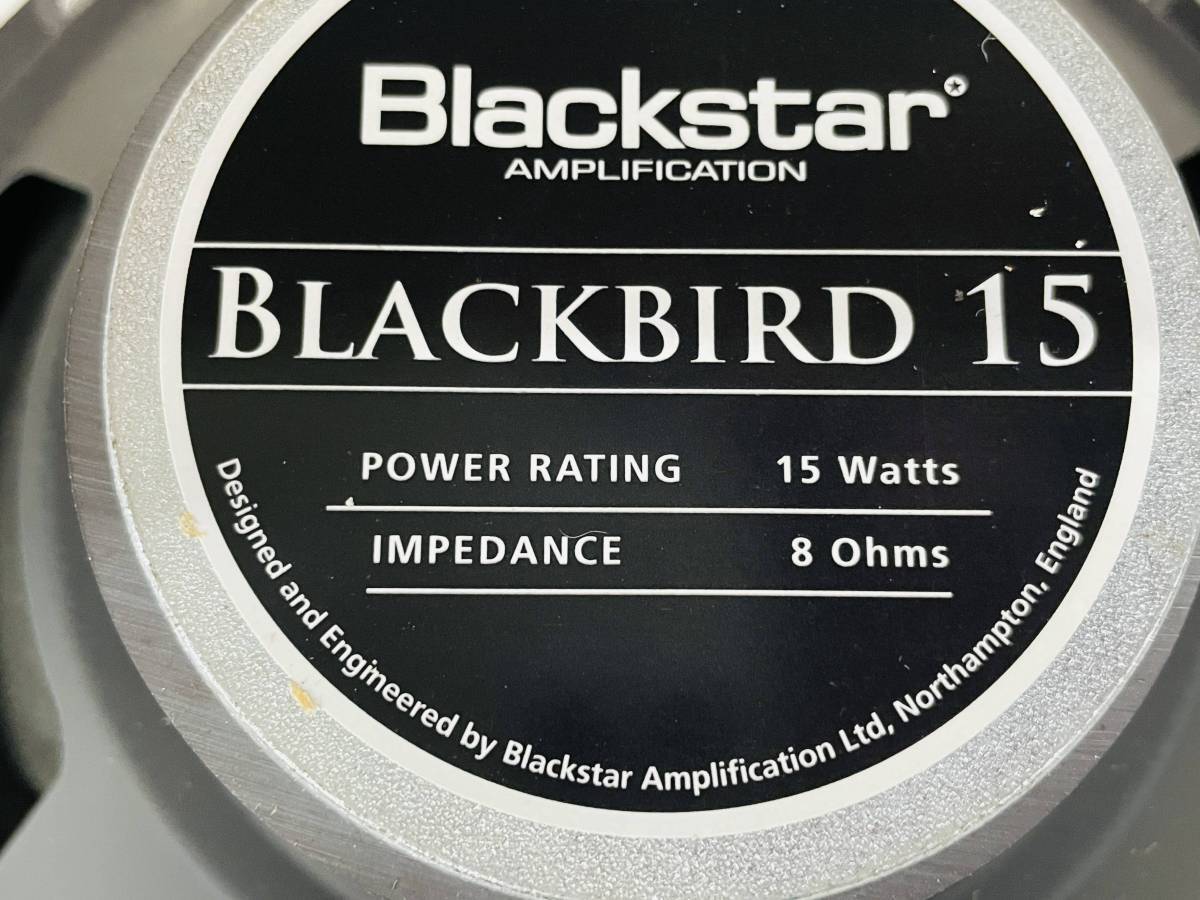 Blackstar
AMPLIFICATION
BLACKBIRD 15
POWER RATING 15 Watts
IMPEDANCE 8 Ohms
Designed and Engineered by Blackstar Amplification Ltd, Northampton, England